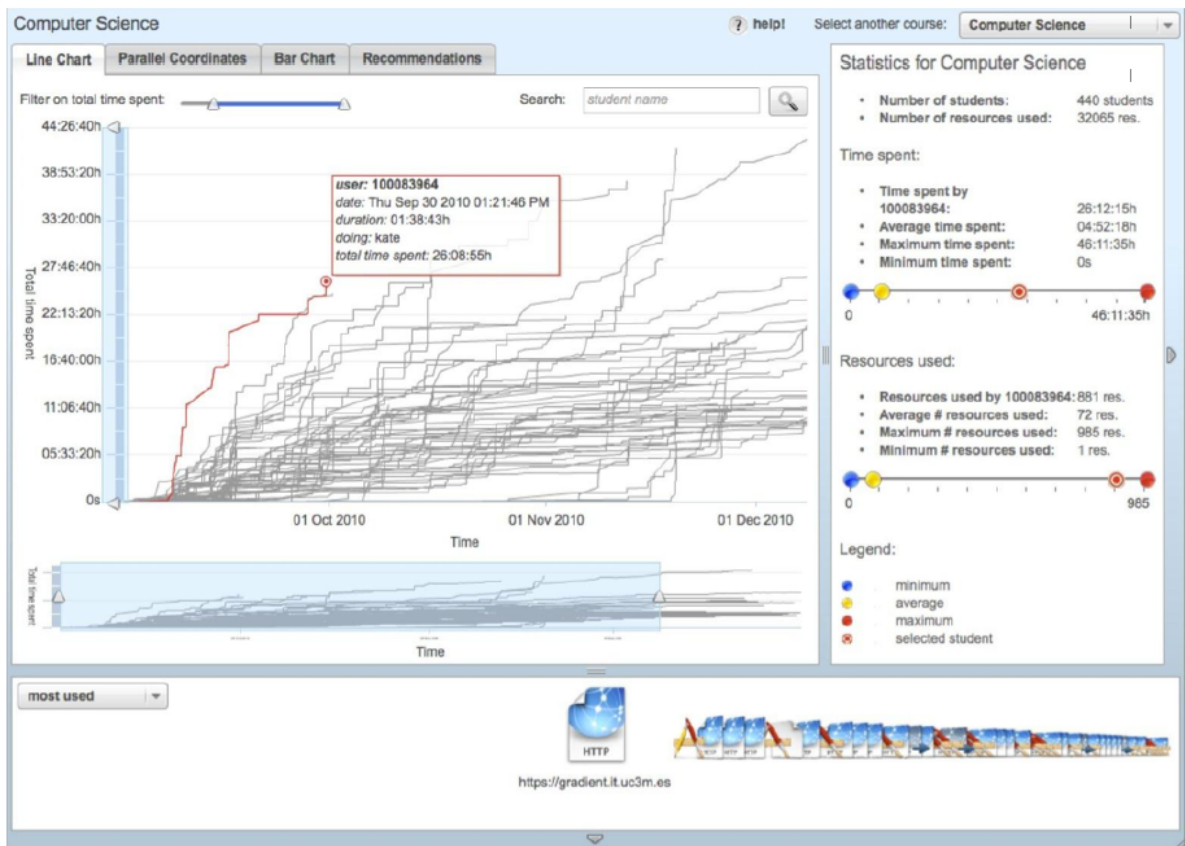 Computer Science
? help!
Select another course:
Computer Science
Line Chart
Parallel Coordinates
Bar Chart
Recommendations
Filter on total time spent:
Search:
student name
44:26:40h
38:53:20h
33:20:00h
27:46:40h
22:13:20h
16:40:00h
11:06:40h
05:33:20h
0s
Total time spent
user: 100083964
date: Thu Sep 30 2010 01:21:46 PM
duration: 01:38:43h
doing: kate
total time spent: 26:08:55h
01 Oct 2010
01 Nov 2010
01 Dec 2010
Time
Total time spent
Time
Statistics for Computer Science
• Number of students: 440 students
• Number of resources used: 32065 res.
Time spent:
• Time spent by
100083964: 26:12:15h
• Average time spent: 04:52:18h
• Maximum time spent: 46:11:35h
• Minimum time spent: 0s
0
46:11:35h
Resources used:
• Resources used by 100083964: 881 res.
• Average # resources used: 72 res.
• Maximum # resources used: 985 res.
• Minimum # resources used: 1 res.
0
985
Legend:
minimum
average
maximum
selected student
most used
HTTP
https://gradient.it.uc3m.es